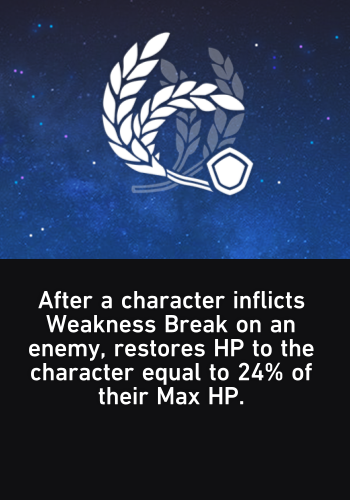 After a character inflicts
Weakness Break on an
enemy, restores HP to the
character equal to 24% of
their Max HP.